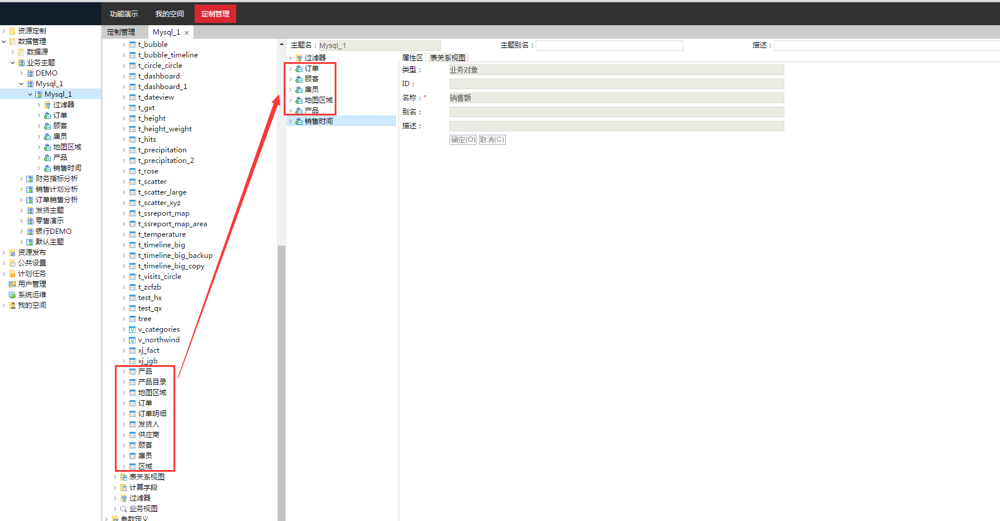 功能演示 我的空间 定制管理
定制管理 Mysql_1
资源定制
数据管理
数据源
业务主题
DEMO
Mysql_1
Mysql_1
过滤器
订单
顾客
雇员
地图区域
产品
销售时间
财务指标分析
销售计划分析
订单销售分析
发货主题
零售演示
银行DEMO
默认主题
资源发布
公共设置
计划任务
用户管理
系统运维
我的空间
t_bubble
t_bubble_timeline
t_circle_circle
t_dashboard
t_dashboard_1
t_dateview
t_gxt
t_height
t_height_weight
t_hits
t_precipitation
t_precipitation_2
t_rose
t_scatter
t_scatter_large
t_scatter_xyz
t_ssreport_map
t_ssreport_map_area
t_temperature
t_timeline_big
t_timeline_big_backup
t_timeline_big_copy
t_visits_circle
t_zcfzb
test_hx
test_qx
tree
v_categories
v_northwind
xj_fact
xj_jgb
产品
产品目录
地图区域
订单
订单明细
发货人
供应商
顾客
雇员
区域
表关系视图
计算字段
过滤器
业务视图
参数定义
主题名： Mysql_1 主题别名： 描述：
过滤器
订单
顾客
雇员
地图区域
产品
销售时间
属性区 表关系视图
类型： 业务对象
ID：
名称：* 销售额
别名：
描述：
确定(O) 取消(C)